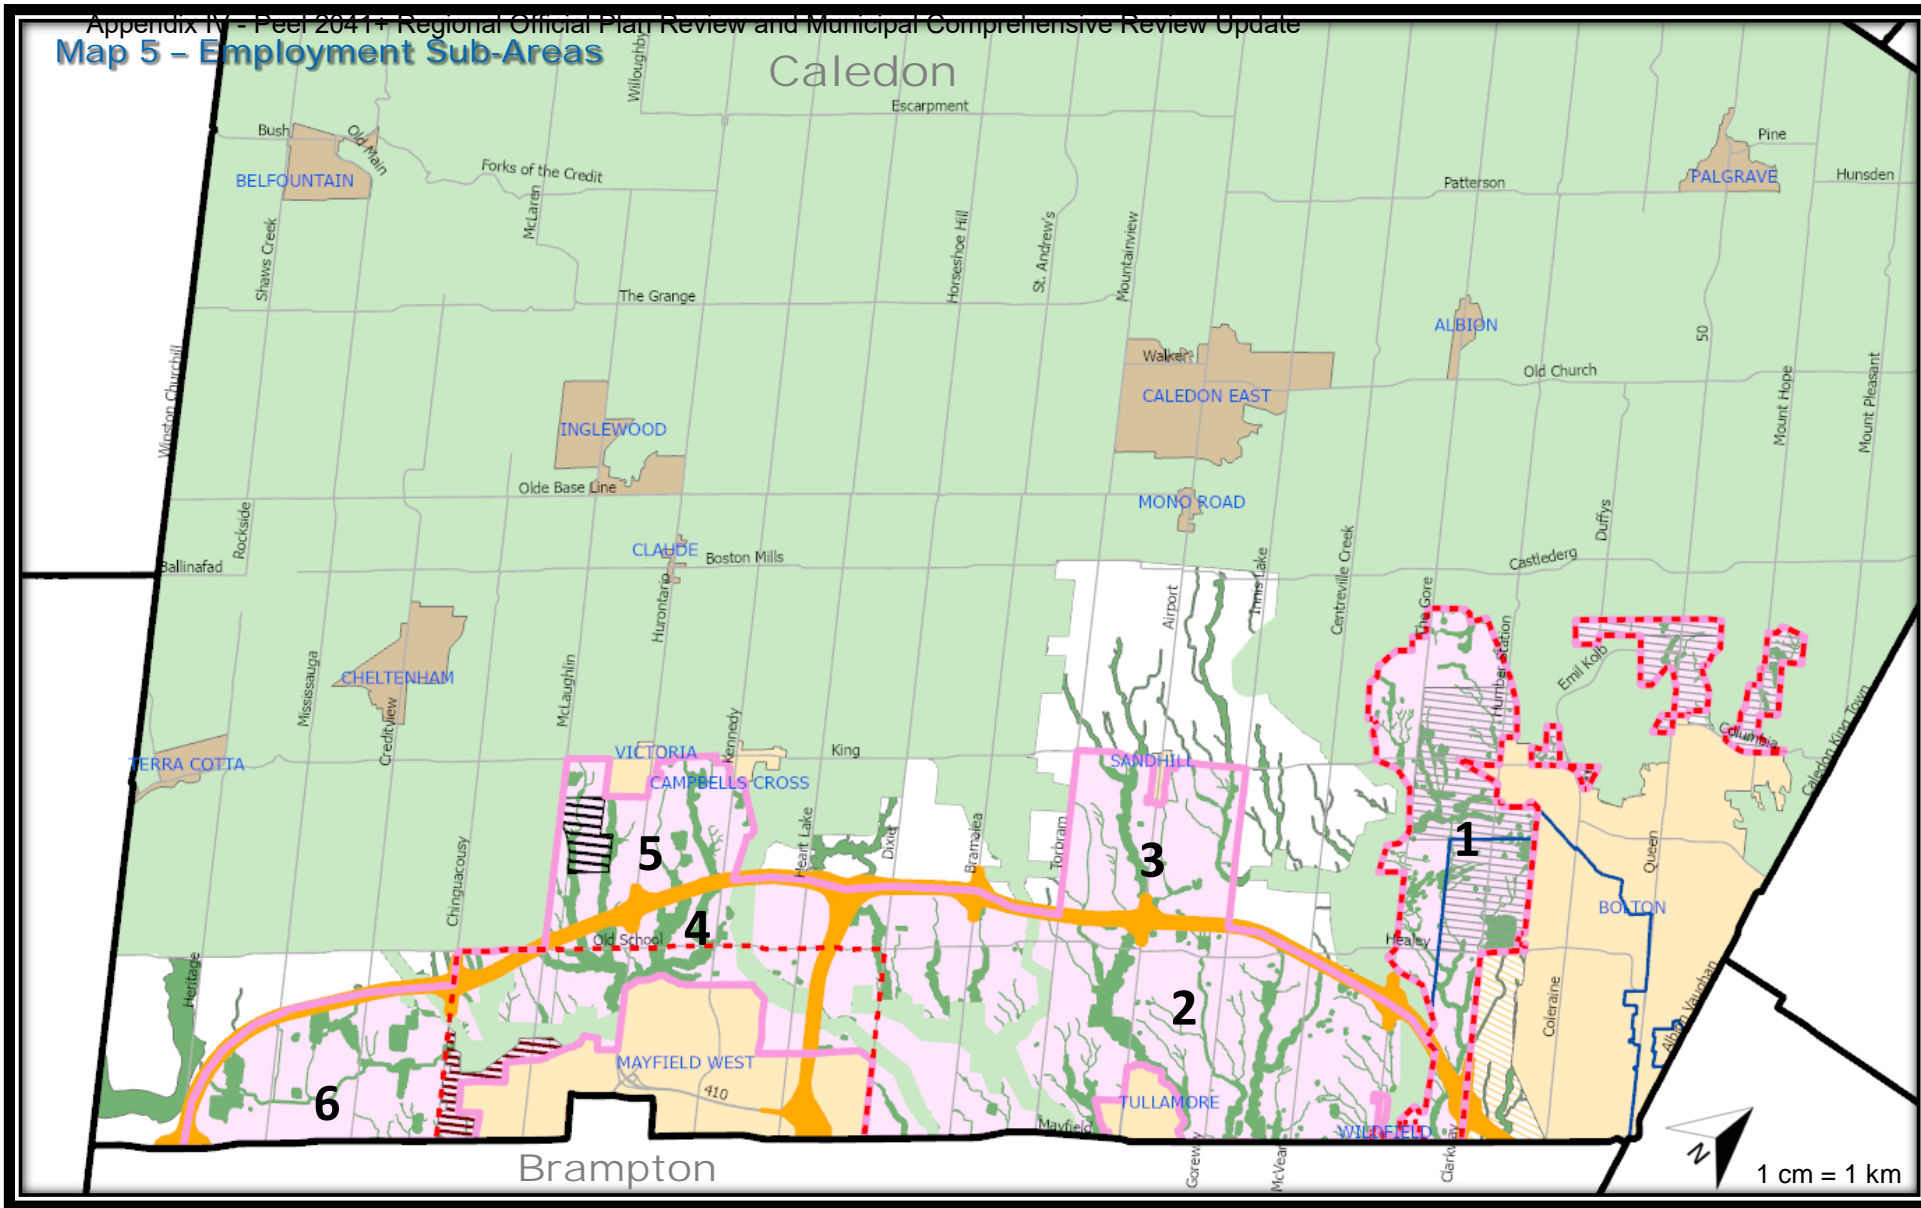 Appendix IV - Peel 2041+ Regional Official Plan Review and Municipal Comprehensive Review Update
Map 5 – Employment Sub-Areas
Caledon
Willoughby
Escarpment
Bush
Old Main
Pine
BELFOUNTAIN
Forks of the Credit
PALGRAVE
Hunsden
Patterson
McLaren
Shaws Creek
Horseshoe Hill
St. Andrew's
Mountainview
The Grange
50
ALBION
Winston Churchill
Walker
Old Church
CALEDON EAST
Mount Hope
Mount Pleasant
INGLEWOOD
Olde Base Line
MONO ROAD
Rockside
Duffys
CLAUDE
Boston Mills
Castlederg
Ballinafad
Hurontario
Airport
Innis Lake
Centreville Creek
The Gore
Humber Station
Emil Kolb
CHELTENHAM
Mississauga
Creditview
McLaughlin
Kennedy
Columbia
Caledon King Town
TERRA COTTA
VICTORIA
King
SANDHILL
CAMPBELLS CROSS
Chinguacousy
Heart Lake
Dixie
Bramalea
Torbram
Queen
5
3
1
4
Old School
Healey
BOLTON
Heritage
Coleraine
Albion Vaughan
2
MAYFIELD WEST
410
6
TULLAMORE
Mayfield
WILDFIELD
Goreway
McVean
Clarkway
Brampton
N
1 cm = 1 km